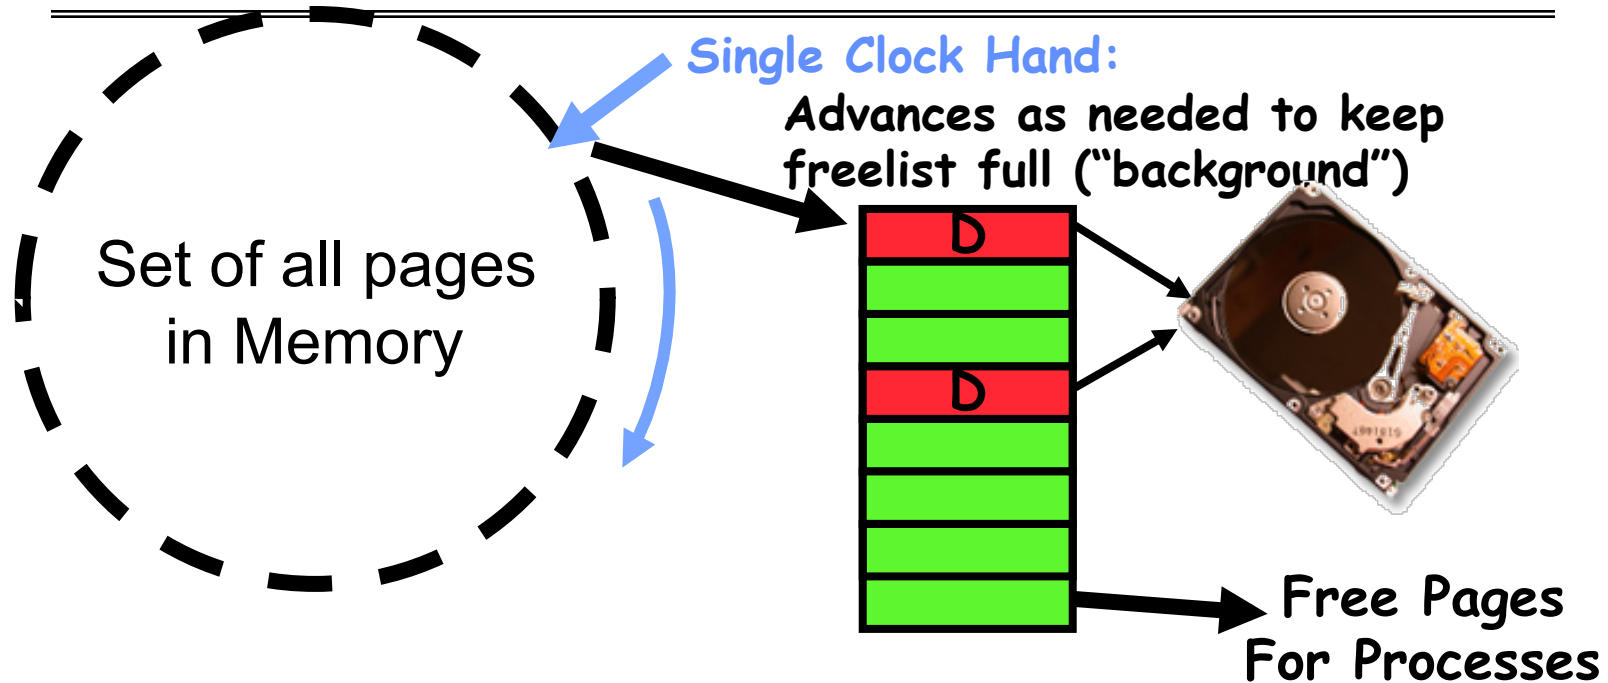 Single Clock Hand:
Advances as needed to keep
freelist full (“background”)
Set of all pages
in Memory
D
D
Free Pages
For Processes